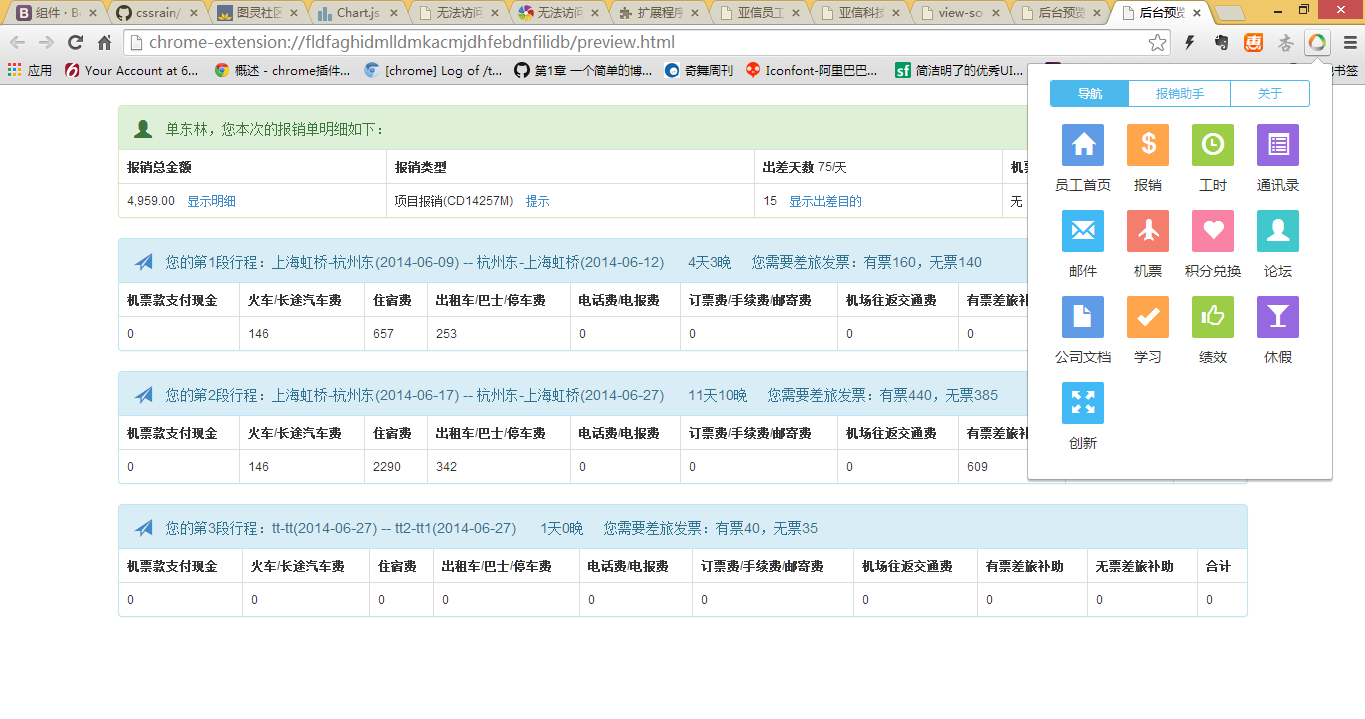 组件 · B
cssrain/
图灵社区
Chart.js
无法访问
无法访问
扩展程序
亚信员工
亚信科技
view-so
后台预览
后台预览
chrome-extension://fldfaghidmlldmkacmjdhfebdnfilidb/preview.html
应用
Your Account at 6...
概述 - chrome插件...
[chrome] Log of /t...
第1章 一个简单的博...
奇舞周刊
Iconfont-阿里巴巴...
sf 简洁明了的优秀UI...
书签
导航
报销助手
关于
员工首页
报销
工时
通讯录
邮件
机票
积分兑换
论坛
公司文档
学习
绩效
休假
创新
单东林，您本次的报销单明细如下：
报销总金额 报销类型 出差天数 75/天
4,959.00 显示明细 项目报销(CD14257M) 提示 15 显示出差目的 无
您的第1段行程：上海虹桥-杭州东(2014-06-09) -- 杭州东-上海虹桥(2014-06-12) 4天3晚 您需要差旅发票：有票160，无票140
机票款支付现金 火车/长途汽车费 住宿费 出租车/巴士/停车费 电话费/电报费 订票费/手续费/邮寄费 机场往返交通费 有票差旅补
0 146 657 253 0 0 0 0
您的第2段行程：上海虹桥-杭州东(2014-06-17) -- 杭州东-上海虹桥(2014-06-27) 11天10晚 您需要差旅发票：有票440，无票385
机票款支付现金 火车/长途汽车费 住宿费 出租车/巴士/停车费 电话费/电报费 订票费/手续费/邮寄费 机场往返交通费 有票差旅补
0 146 2290 342 0 0 0 609
您的第3段行程：tt-tt(2014-06-27) -- tt2-tt1(2014-06-27) 1天0晚 您需要差旅发票：有票40，无票35
机票款支付现金 火车/长途汽车费 住宿费 出租车/巴士/停车费 电话费/电报费 订票费/手续费/邮寄费 机场往返交通费 有票差旅补助 无票差旅补助 合计
0 0 0 0 0 0 0 0 0 0